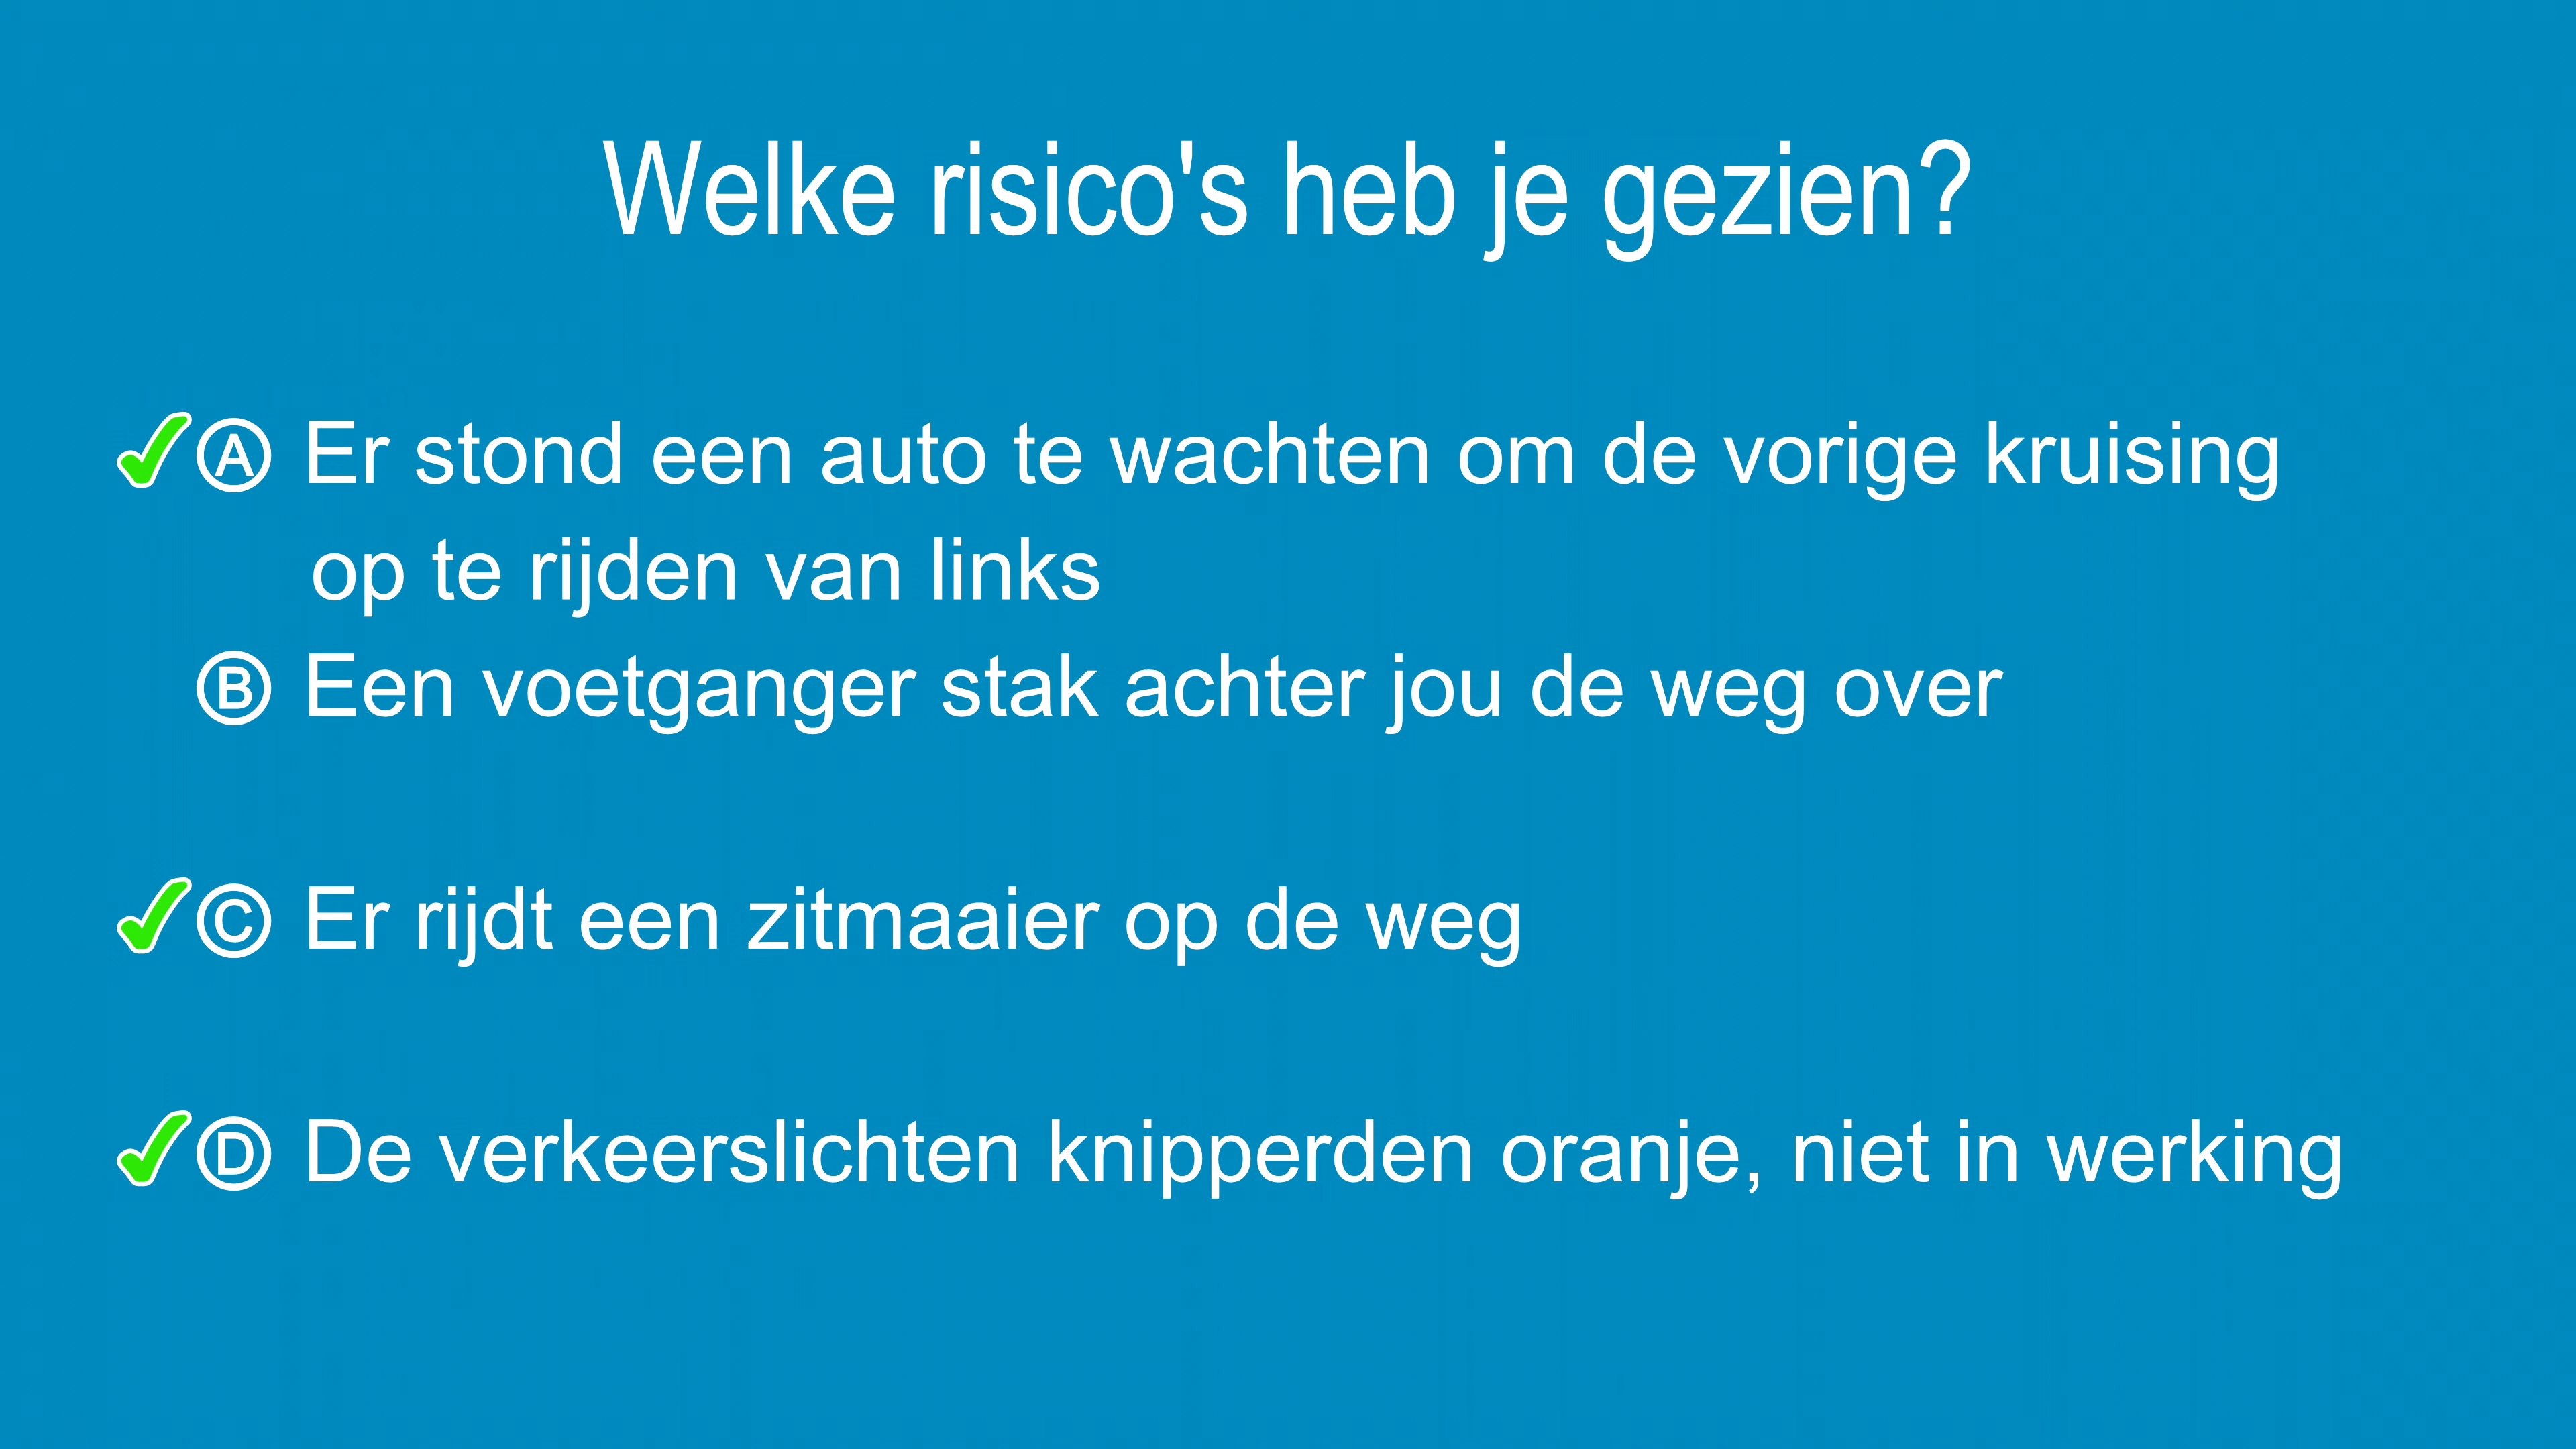 Welke risico's heb je gezien?
Ⓐ Er stond een auto te wachten om de vorige kruising
op te rijden van links
Ⓑ Een voetganger stak achter jou de weg over
Ⓒ Er rijdt een zitmaaier op de weg
Ⓓ De verkeerslichten knipperden oranje, niet in werking